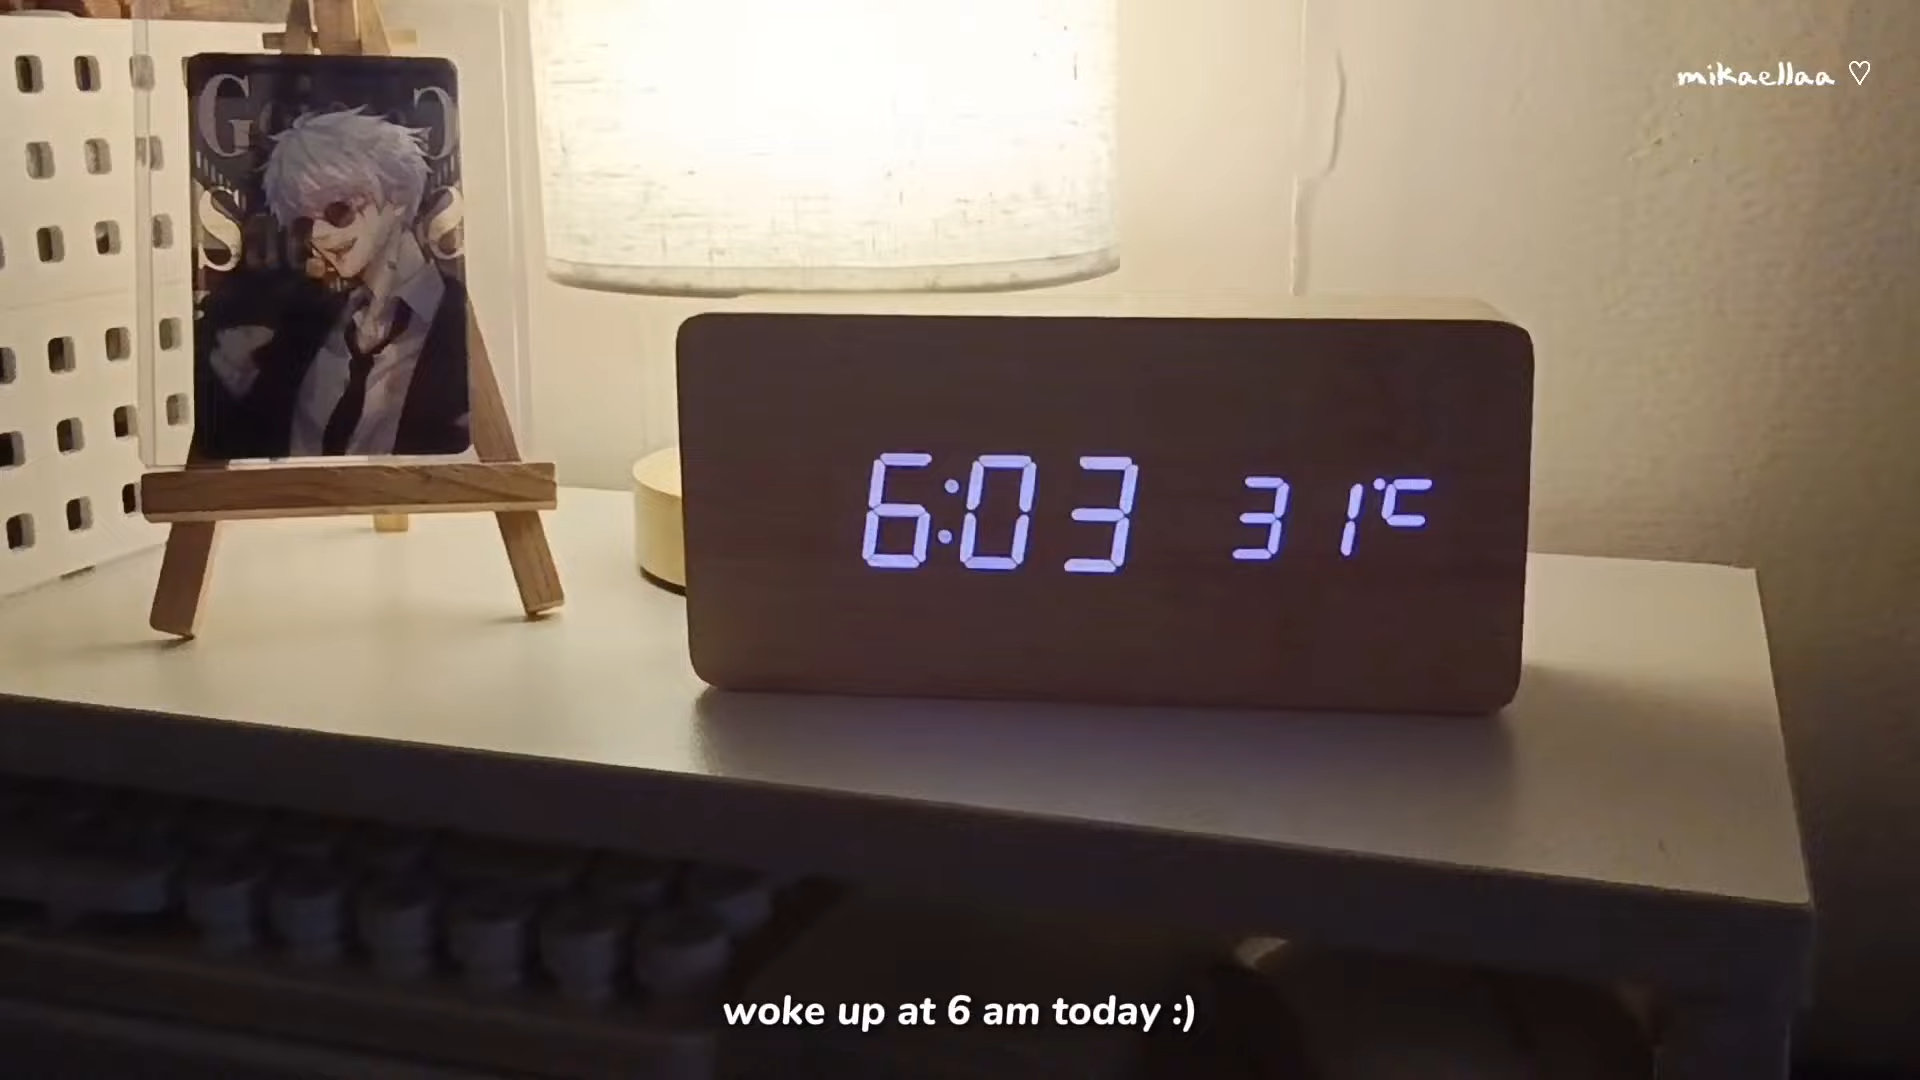 mikaellaa ♡
6:03 31°C
woke up at 6 am today :)